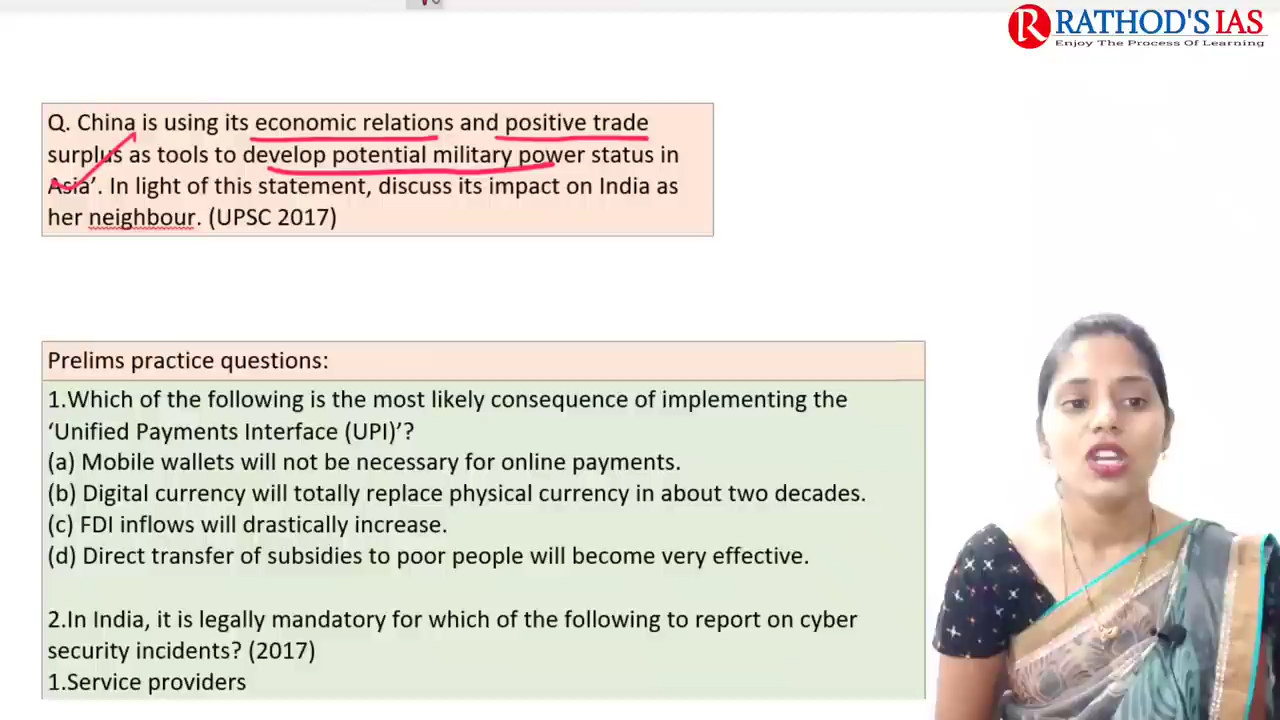 RATHOD'S IAS
Enjoy The Process Of Learning
Q. China is using its economic relations and positive trade
surplus as tools to develop potential military power status in
Asia’. In light of this statement, discuss its impact on India as
her neighbour. (UPSC 2017)
Prelims practice questions:
1.Which of the following is the most likely consequence of implementing the
‘Unified Payments Interface (UPI)’?
(a) Mobile wallets will not be necessary for online payments.
(b) Digital currency will totally replace physical currency in about two decades.
(c) FDI inflows will drastically increase.
(d) Direct transfer of subsidies to poor people will become very effective.
2.In India, it is legally mandatory for which of the following to report on cyber
security incidents? (2017)
1.Service providers